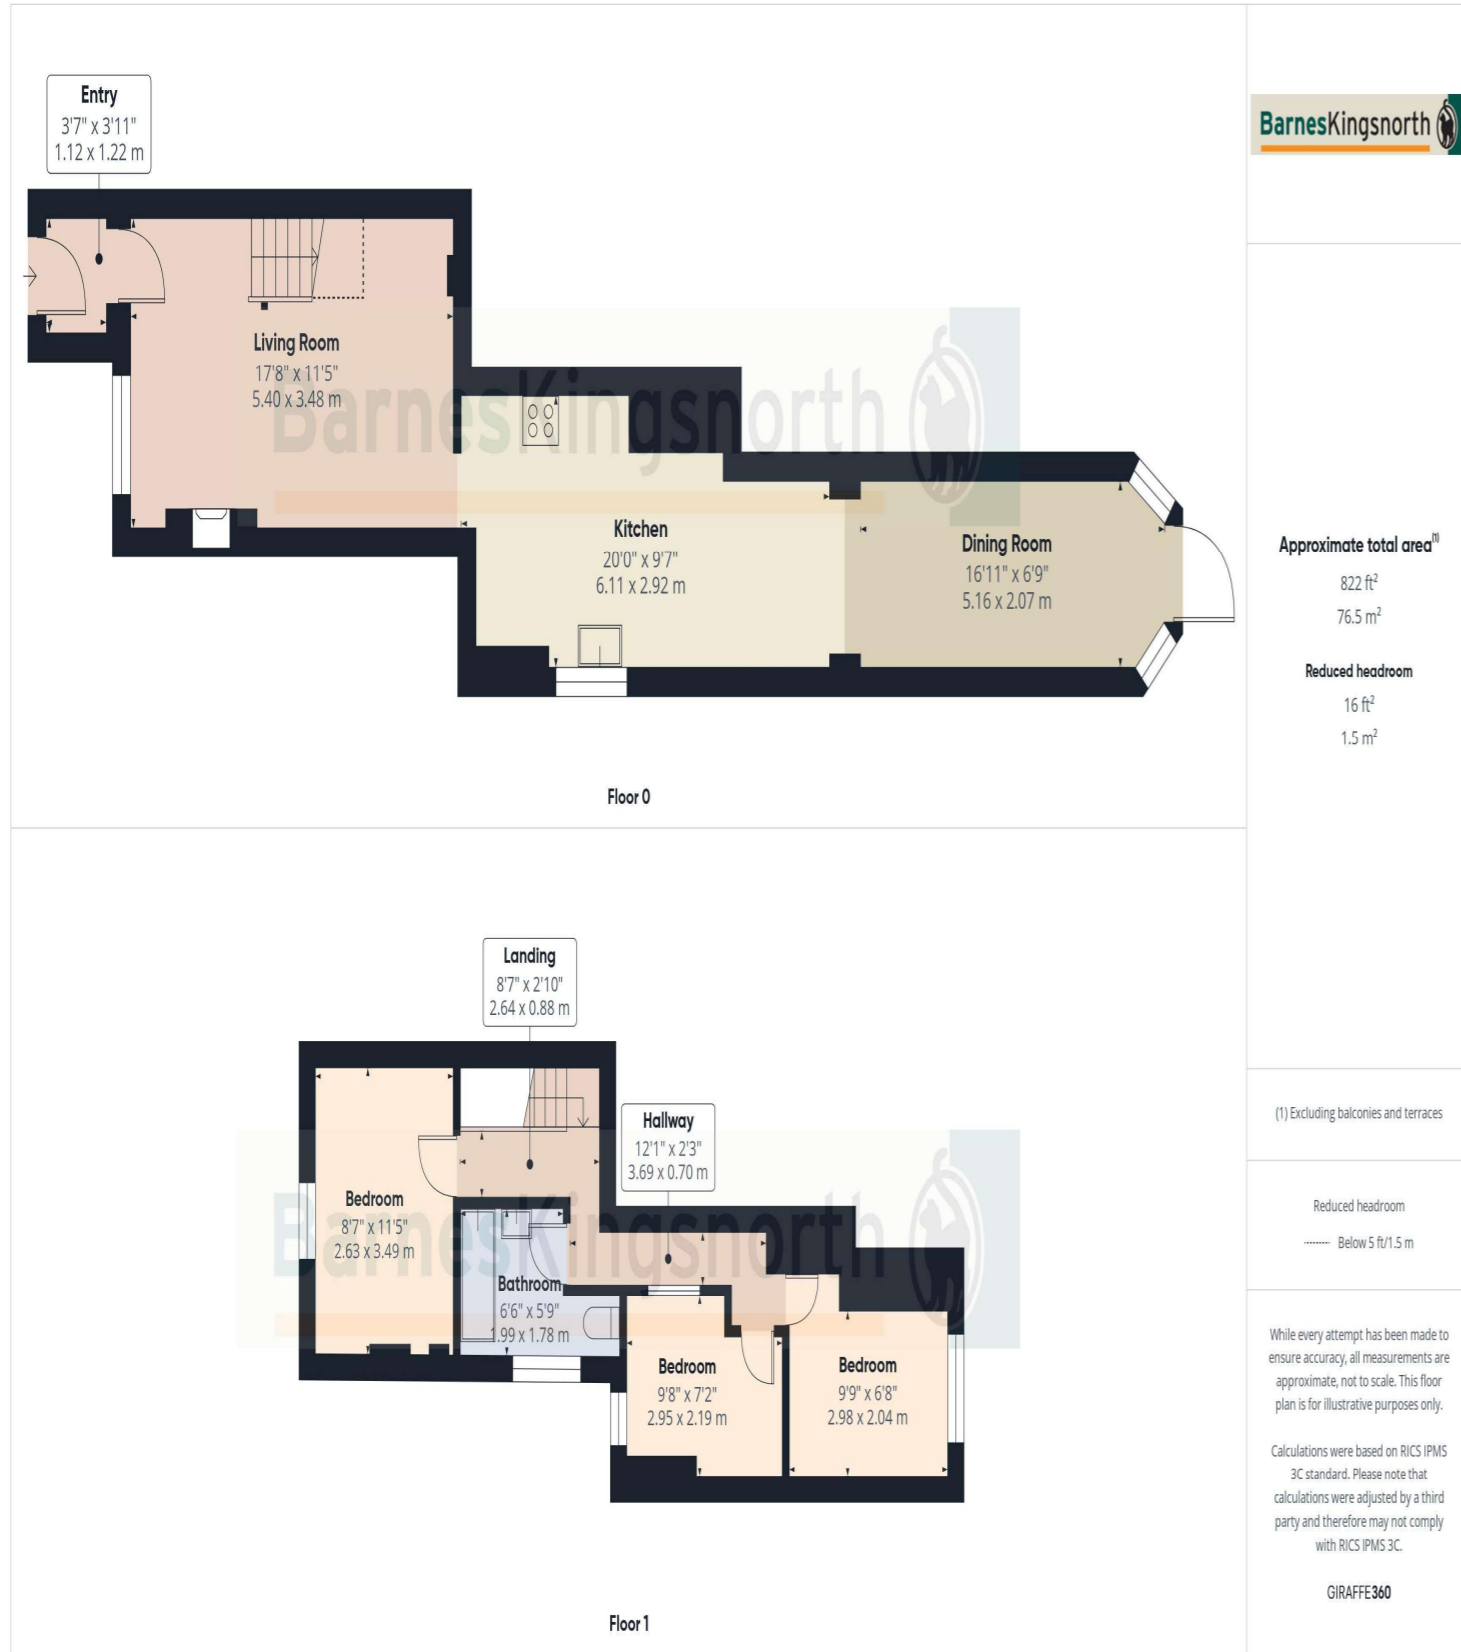 Entry
3'7" x 3'11"
1.12 x 1.22 m
Living Room
17'8" x 11'5"
5.40 x 3.48 m
Kitchen
20'0" x 9'7"
6.11 x 2.92 m
Dining Room
16'11" x 6'9"
5.16 x 2.07 m
BarnesKingsnorth
Floor 0
Landing
8'7" x 2'10"
2.64 x 0.88 m
Hallway
12'1" x 2'3"
3.69 x 0.70 m
Bedroom
8'7" x 11'5"
2.63 x 3.49 m
Bathroom
6'6" x 5'9"
1.99 x 1.78 m
Bedroom
9'8" x 7'2"
2.95 x 2.19 m
Bedroom
9'9" x 6'8"
2.98 x 2.04 m
BarnesKingsnorth
Floor 1
BarnesKingsnorth
Approximate total area(1)
822 ft²
76.5 m²
Reduced headroom
16 ft²
1.5 m²
(1) Excluding balconies and terraces
Reduced headroom
Below 5 ft/1.5 m
While every attempt has been made to
ensure accuracy, all measurements are
approximate, not to scale. This floor
plan is for illustrative purposes only.
Calculations were based on RICS IPMS
3C standard. Please note that
calculations were adjusted by a third
party and therefore may not comply
with RICS IPMS 3C.
GIRAFFE360